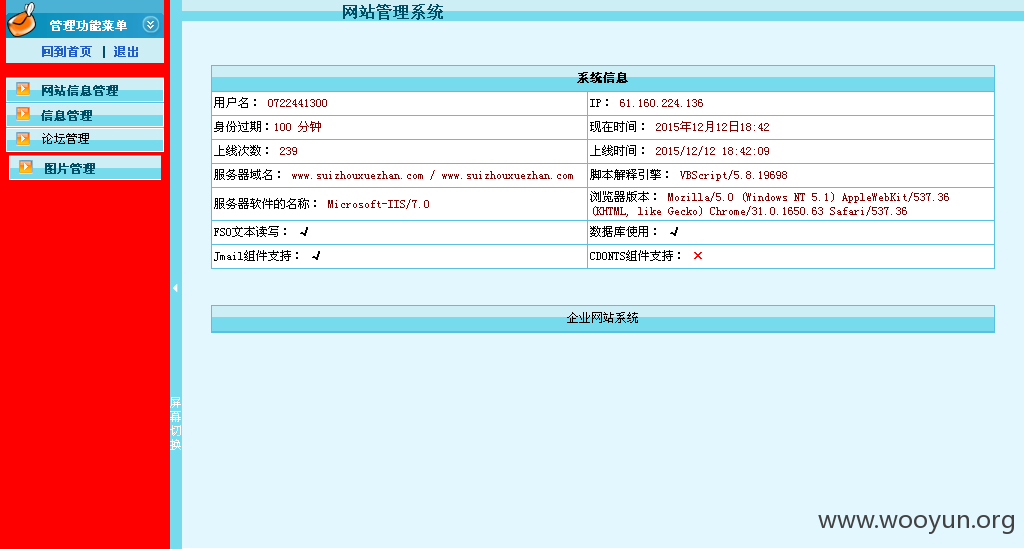 网站管理系统
管理功能菜单
回到首页 | 退出
网站信息管理
信息管理
论坛管理
图片管理
屏幕切换
系统信息
用户名： 0722441300
IP： 61.160.224.136
身份过期：100 分钟
现在时间： 2015年12月12日18:42
上线次数： 239
上线时间： 2015/12/12 18:42:09
服务器域名： www.suizhouxuezhan.com / www.suizhouxuezhan.com
脚本解释引擎： VBScript/5.8.19698
服务器软件的名称： Microsoft-IIS/7.0
浏览器版本： Mozilla/5.0 (Windows NT 5.1) AppleWebKit/537.36
(KHTML, like Gecko) Chrome/31.0.1650.63 Safari/537.36
FSO文本读写： √
数据库使用： √
Jmail组件支持： √
CDONTS组件支持： ×
企业网站系统
www.wooyun.org